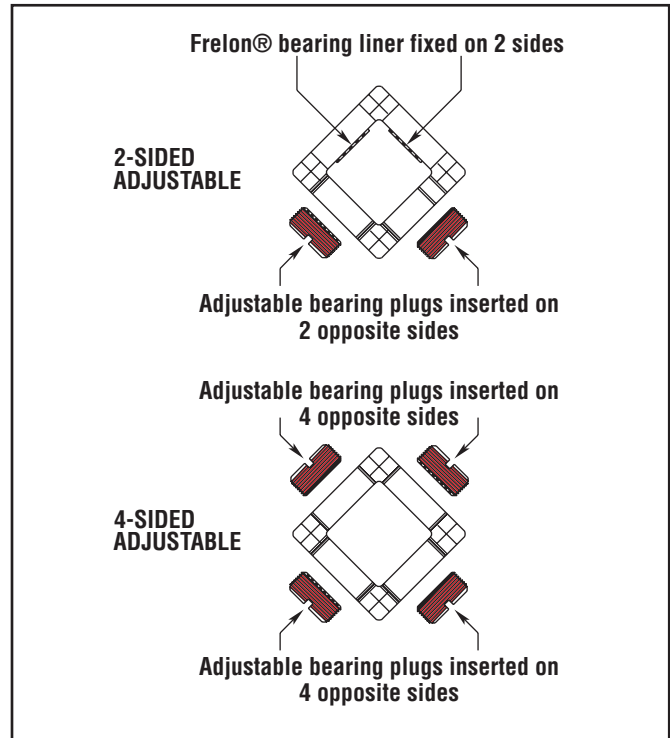 Frelon® bearing liner fixed on 2 sides
2-SIDED
ADJUSTABLE
Adjustable bearing plugs inserted on
2 opposite sides
Adjustable bearing plugs inserted on
4 opposite sides
4-SIDED
ADJUSTABLE
Adjustable bearing plugs inserted on
4 opposite sides